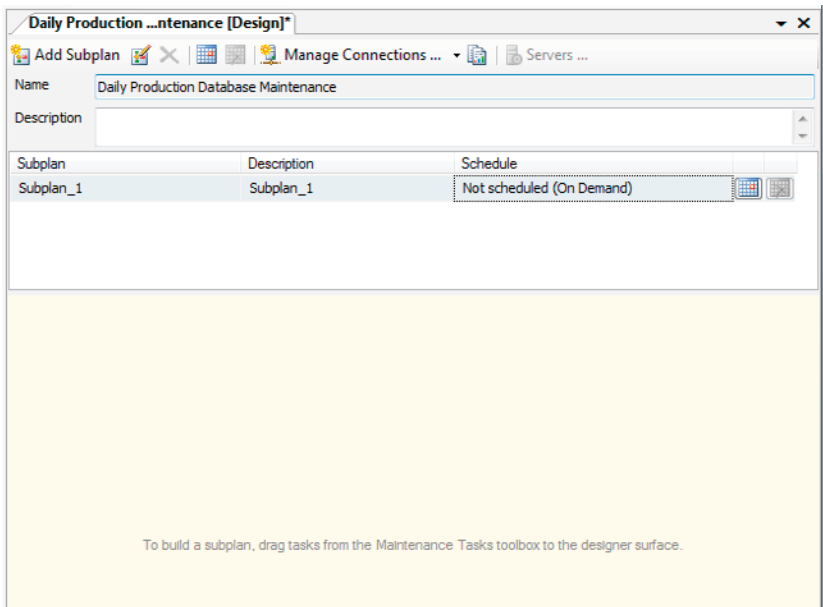 Daily Production ...ntenance [Design]*
Add Subplan Manage Connections ... Servers ...
Name Daily Production Database Maintenance
Description
Subplan Description Schedule
Subplan_1 Subplan_1 Not scheduled (On Demand)
To build a subplan, drag tasks from the Maintenance Tasks toolbox to the designer surface.